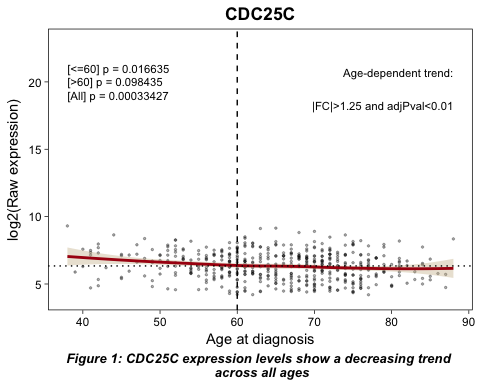 CDC25C
[<=60] p = 0.016635
[>60] p = 0.098435
[All] p = 0.00033427
Age-dependent trend:
|FC|>1.25 and adjPval<0.01
log2(Raw expression)
20
15
10
5
40 50 60 70 80 90
Age at diagnosis
Figure 1: CDC25C expression levels show a decreasing trend
across all ages